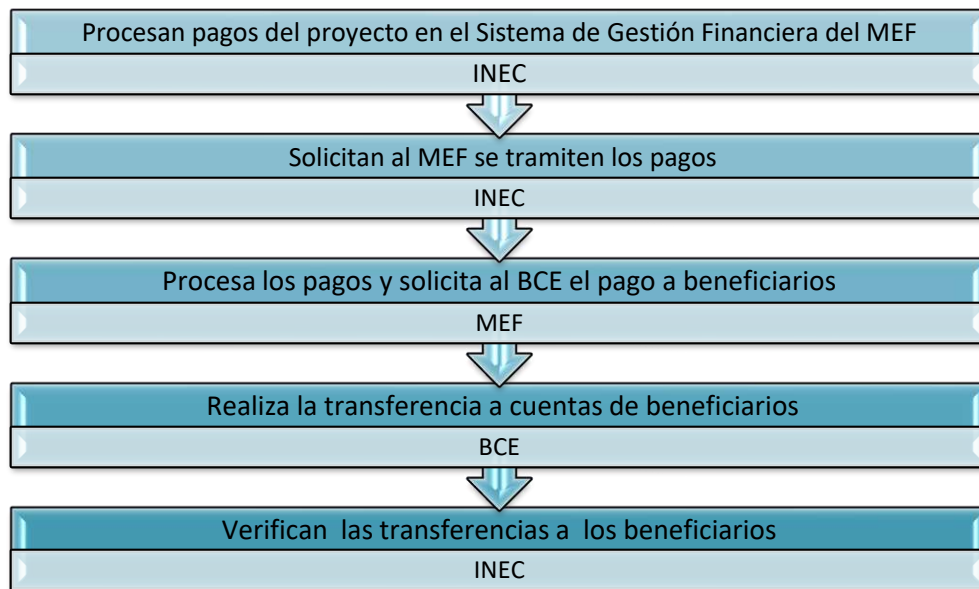 Procesan pagos del proyecto en el Sistema de Gestión Financiera del MEF
INEC
Solicitan al MEF se tramiten los pagos
INEC
Procesa los pagos y solicita al BCE el pago a beneficiarios
MEF
Realiza la transferencia a cuentas de beneficiarios
BCE
Verifican las transferencias a los beneficiarios
INEC